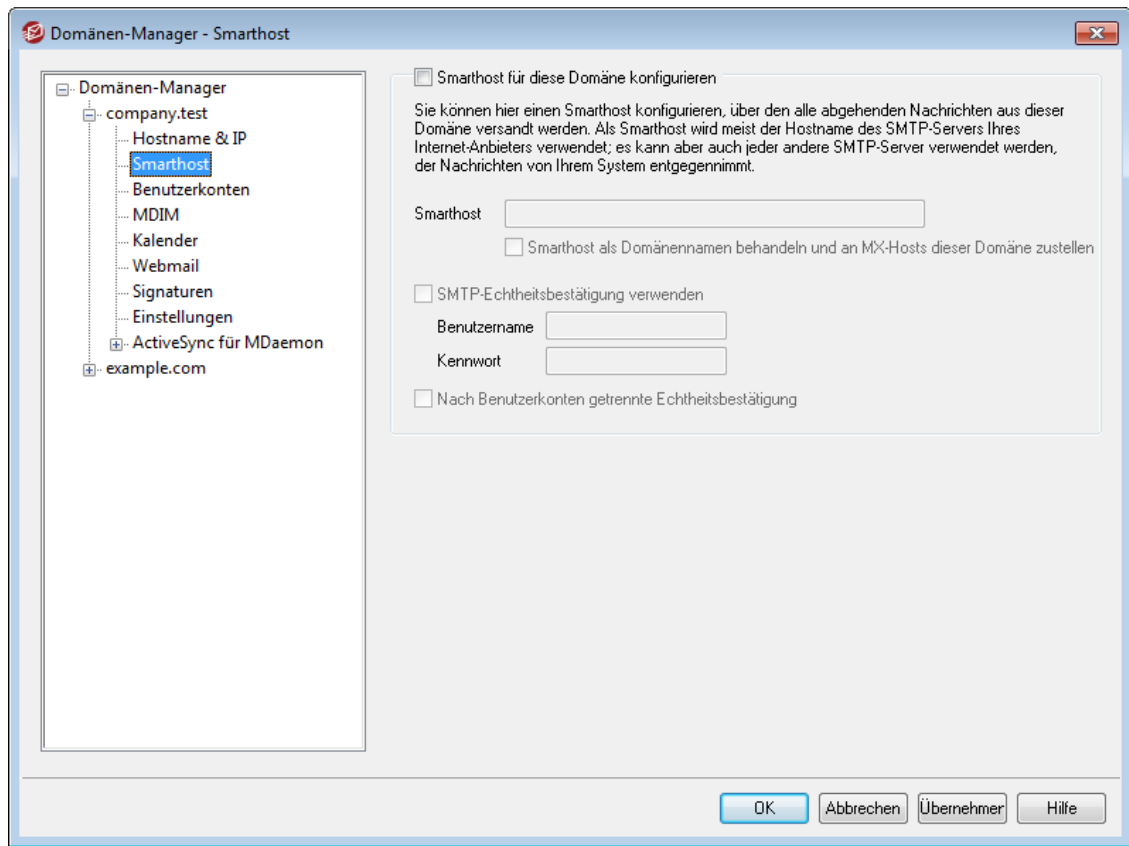 Domänen-Manager - Smarthost
Domänen-Manager
company.test
Hostname & IP
Smarthost
Benutzerkonten
MDIM
Kalender
Webmail
Signaturen
Einstellungen
ActiveSync für MDaemon
example.com
Smarthost für diese Domäne konfigurieren
Sie können hier einen Smarthost konfigurieren, über den alle abgehenden Nachrichten aus dieser
Domäne versandt werden. Als Smarthost wird meist der Hostname des SMTP-Servers Ihres
Internet-Anbieters verwendet; es kann aber auch jeder andere SMTP-Server verwendet werden,
der Nachrichten von Ihrem System entgegennimmt.
Smarthost
Smarthost als Domänennamen behandeln und an MX-Hosts dieser Domäne zustellen
SMTP-Echtheitsbestätigung verwenden
Benutzername
Kennwort
Nach Benutzerkonten getrennte Echtheitsbestätigung
OK Abbrechen Übernehmer Hilfe